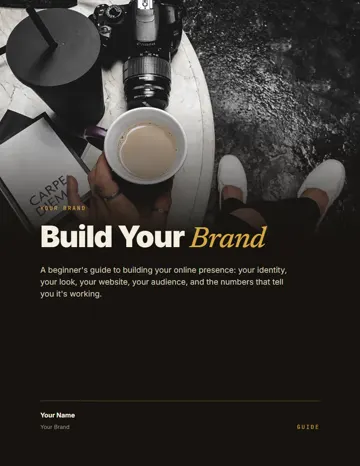 CARPE
DIEM
YOUR BRAND
Build Your Brand
A beginner's guide to building your online presence: your identity,
your look, your website, your audience, and the numbers that tell
you it's working.
Your Name
Your Brand
GUIDE